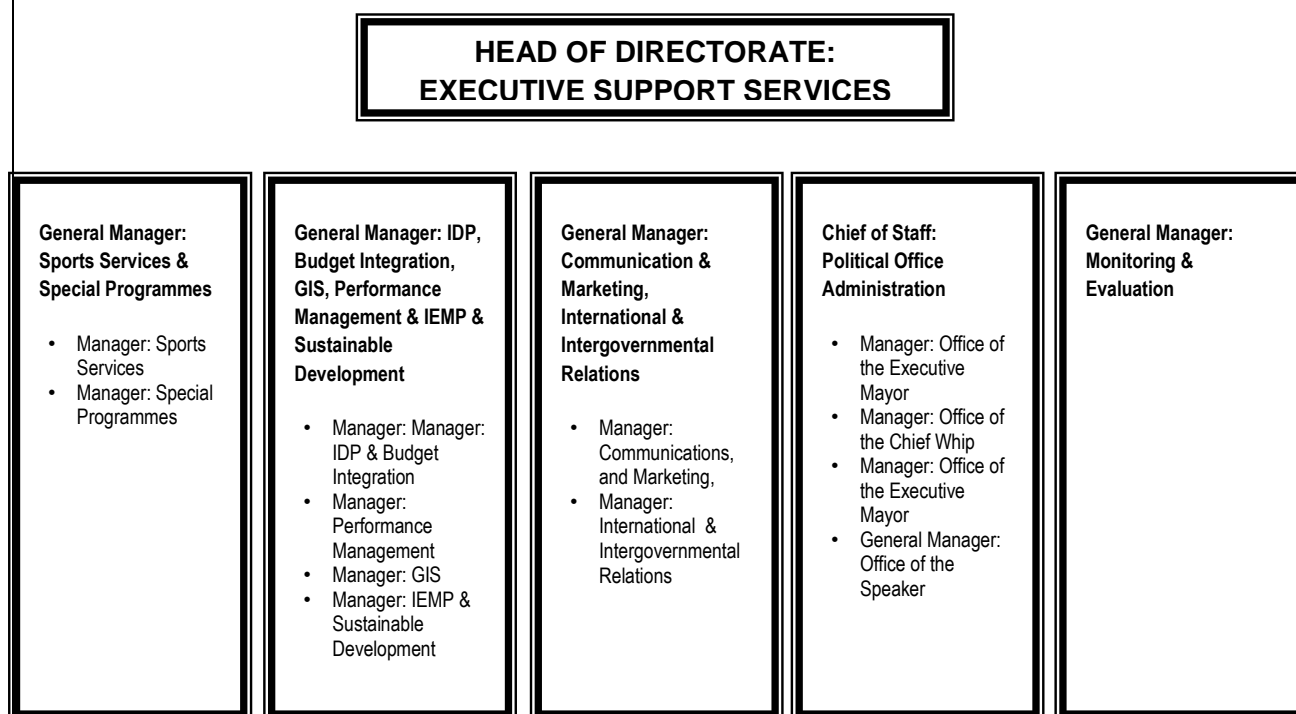 HEAD OF DIRECTORATE:
EXECUTIVE SUPPORT SERVICES
General Manager:
Sports Services &
Special Programmes
• Manager: Sports
Services
• Manager: Special
Programmes
General Manager: IDP,
Budget Integration,
GIS, Performance
Management & IEMP &
Sustainable
Development
• Manager: Manager:
IDP & Budget
Integration
• Manager:
Performance
Management
• Manager: GIS
• Manager: IEMP &
Sustainable
Development
General Manager:
Communication &
Marketing,
International &
Intergovernmental
Relations
• Manager:
Communications,
and Marketing,
• Manager:
International &
Intergovernmental
Relations
Chief of Staff:
Political Office
Administration
• Manager: Office of
the Executive
Mayor
• Manager: Office of
the Chief Whip
• Manager: Office of
the Executive
Mayor
• General Manager:
Office of the
Speaker
General Manager:
Monitoring &
Evaluation